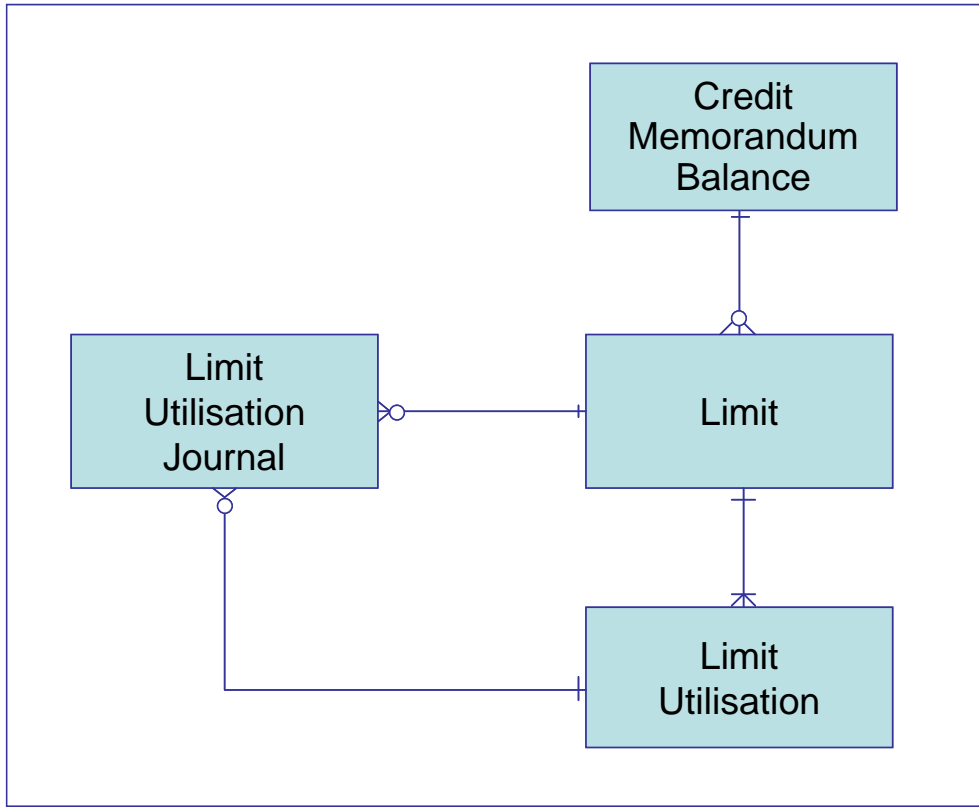 Credit
Memorandum
Balance
Limit
Utilisation
Journal
Limit
Limit
Utilisation